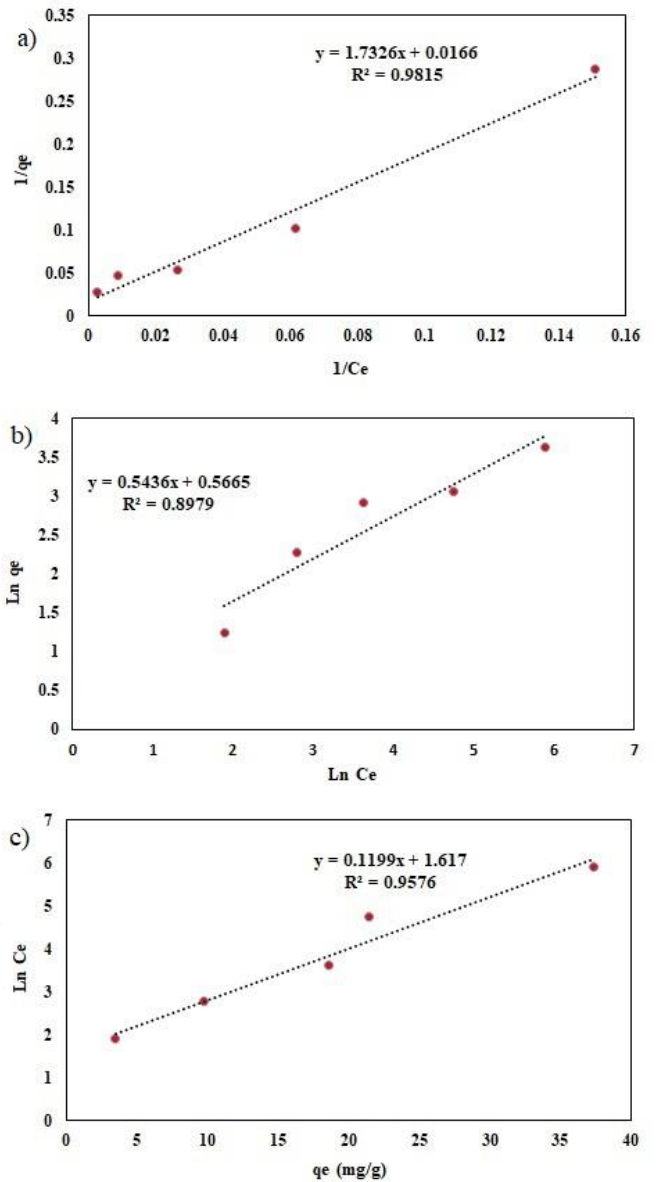 a)
0.35
0.3
0.25
0.2
0.15
0.1
0.05
0
1/qe
y = 1.7326x + 0.0166
R² = 0.9815
0 0.02 0.04 0.06 0.08 0.1 0.12 0.14 0.16
1/Ce
b)
4
3.5
3
2.5
2
1.5
1
0.5
0
Ln qe
y = 0.5436x + 0.5665
R² = 0.8979
0 1 2 3 4 5 6 7
Ln Ce
c)
7
6
5
4
3
2
1
0
Ln Ce
y = 0.1199x + 1.617
R² = 0.9576
0 5 10 15 20 25 30 35 40
qe (mg/g)